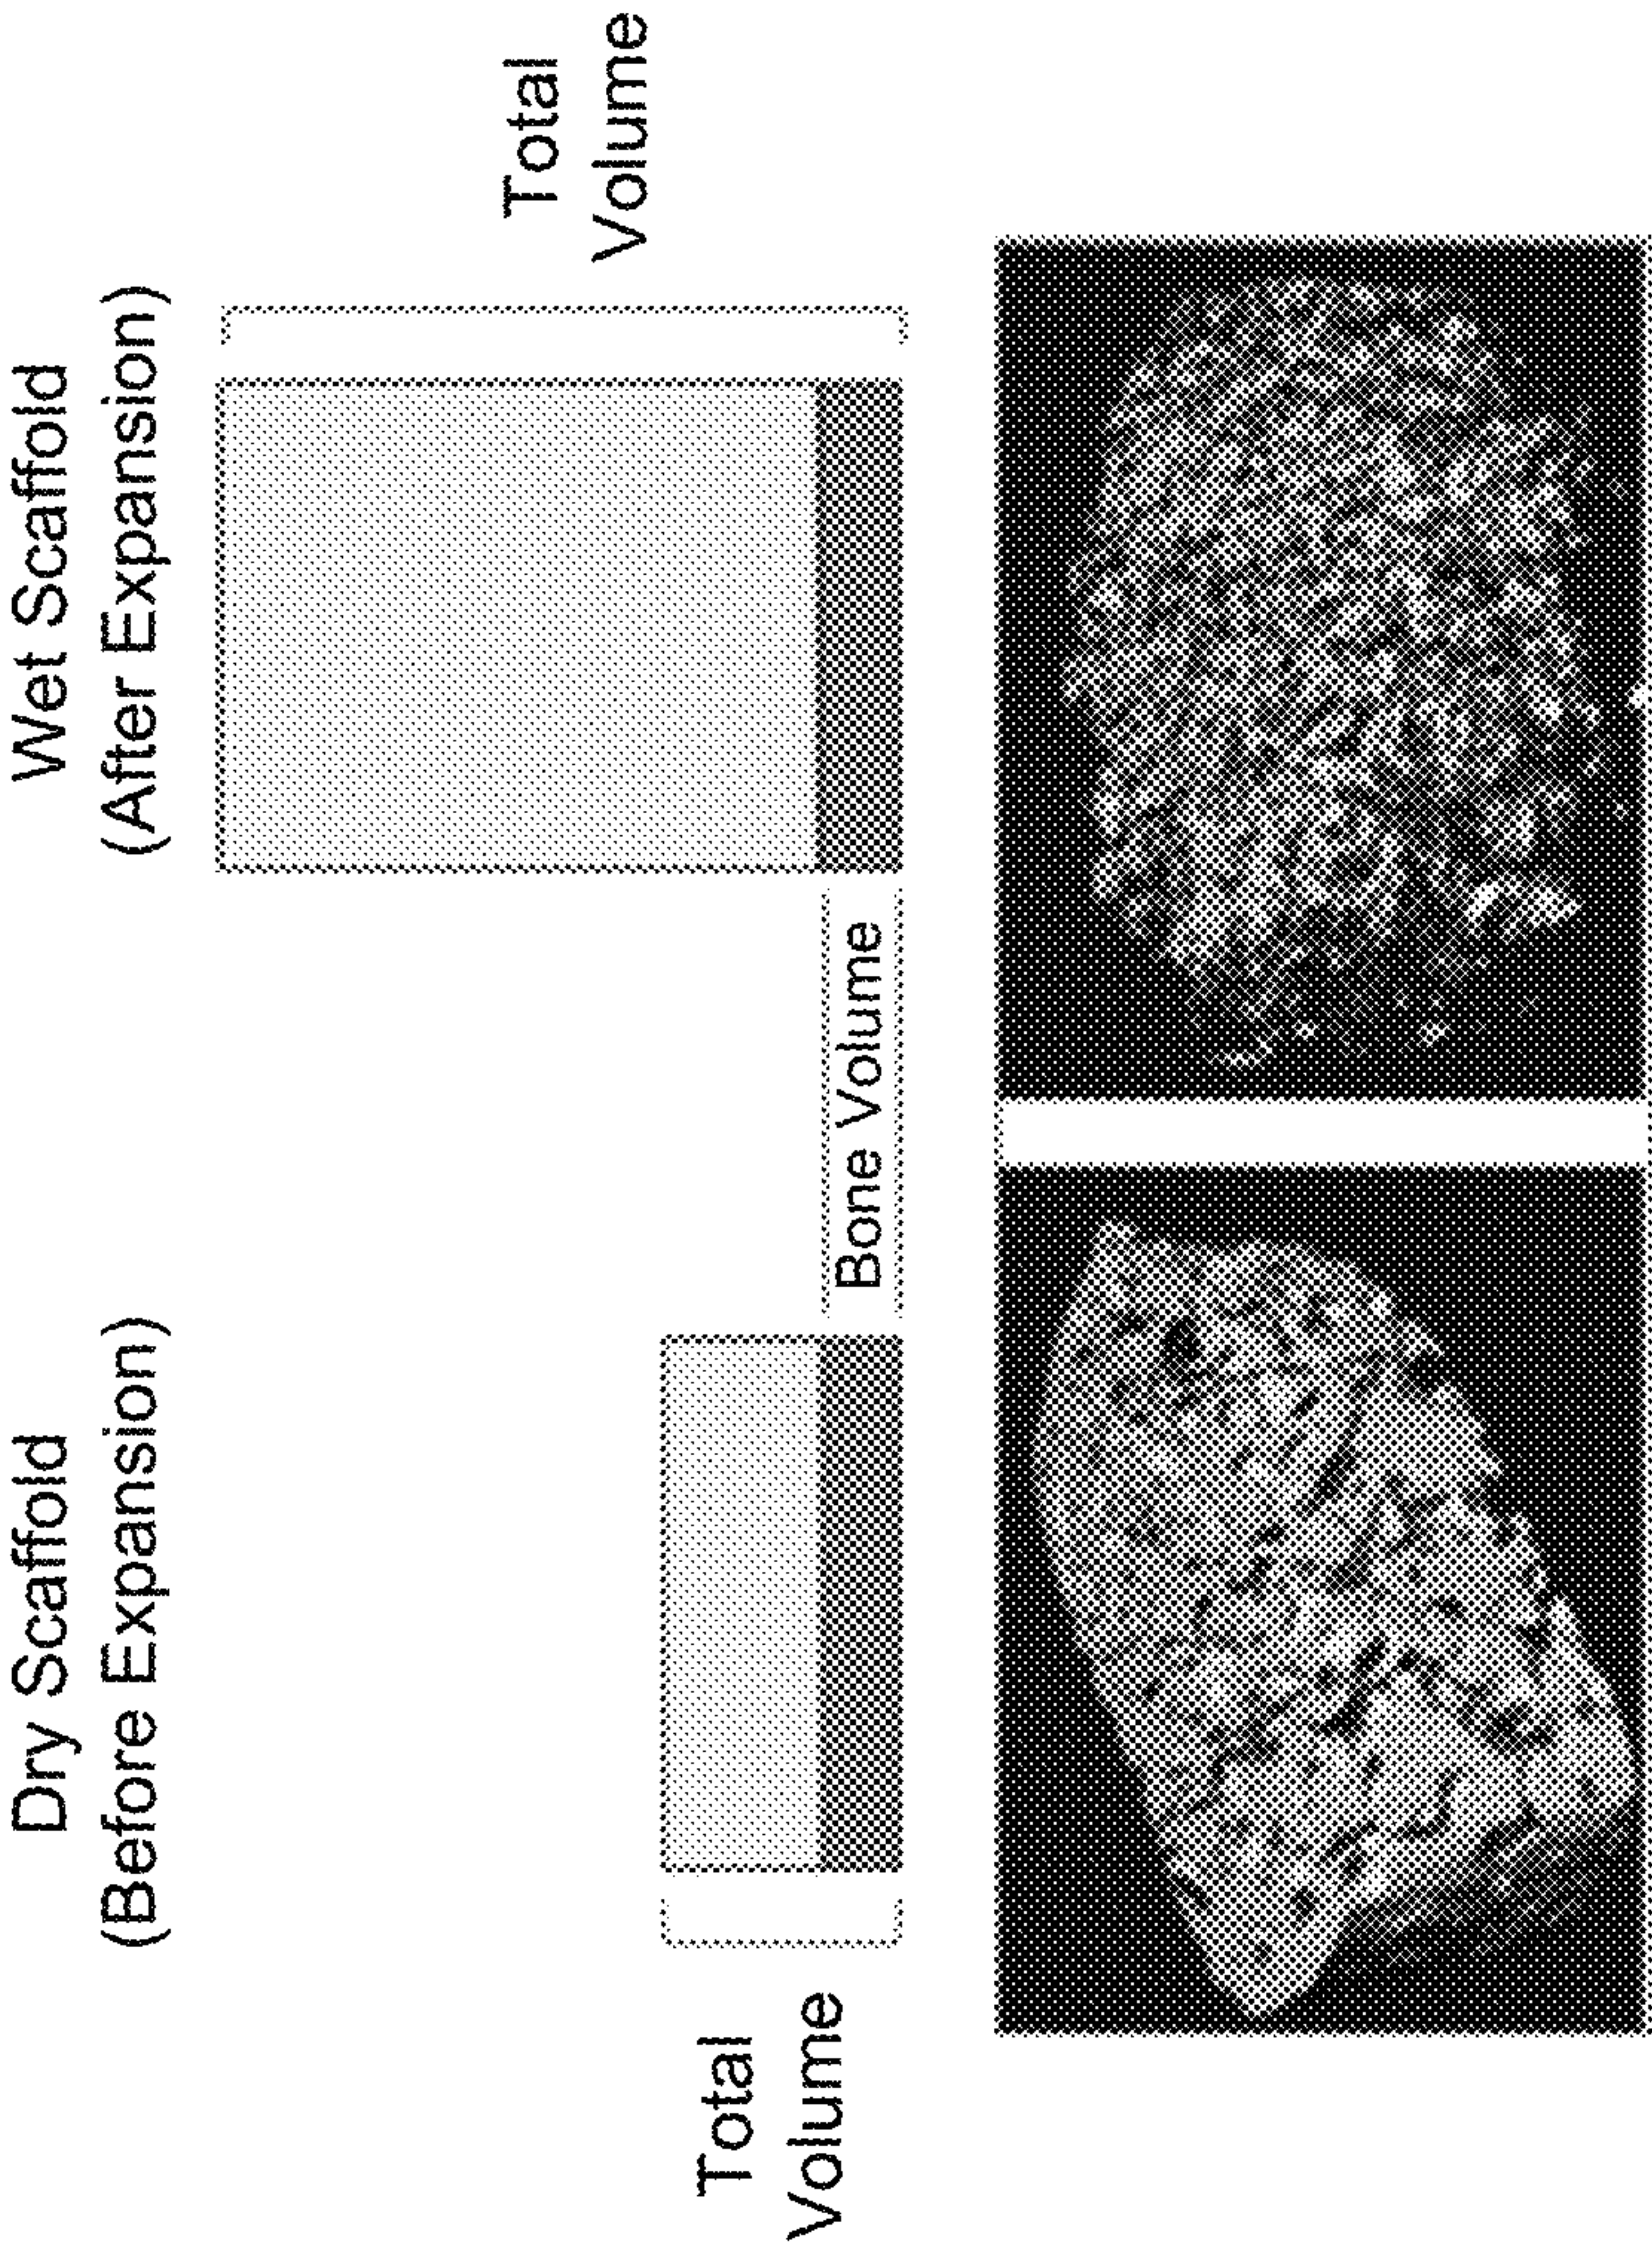 Dry Scaffold
(Before Expansion)
Wet Scaffold
(After Expansion)
Total
Volume
Bone Volume
Total
Volume